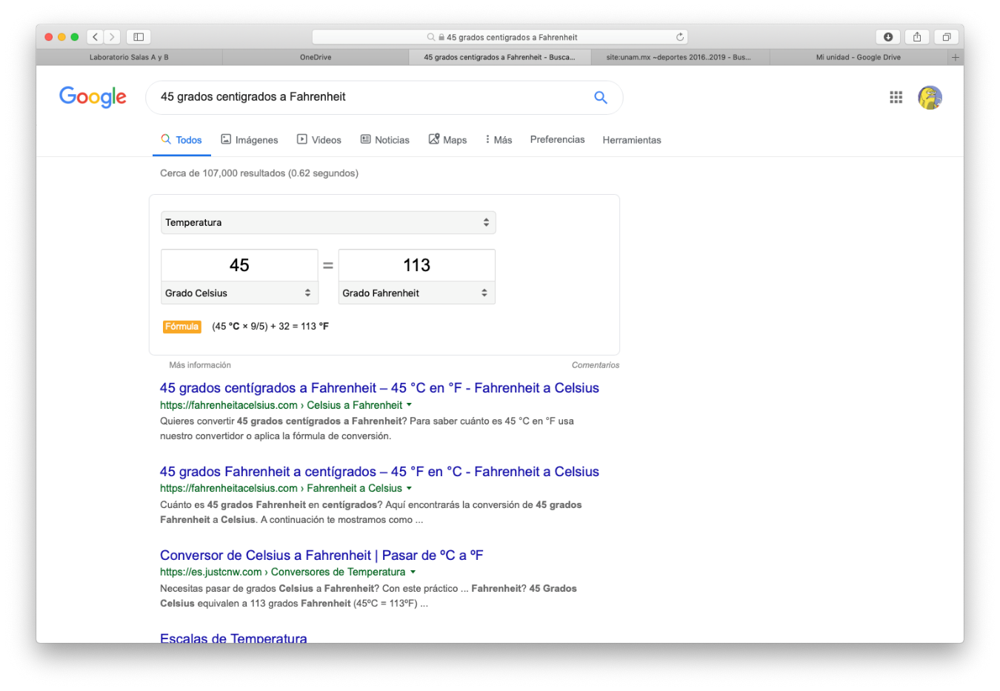 45 grados centigrados a Fahrenheit
Laboratorio Salas A y B
OneDrive
45 grados centigrados a Fahrenheit - Busca...
site:unam.mx ~deportes 2016..2019 - Bus...
Mi unidad - Google Drive
Google
45 grados centigrados a Fahrenheit
Todos
Imágenes
Videos
Noticias
Maps
Más
Preferencias
Herramientas
Cerca de 107,000 resultados (0.62 segundos)
Temperatura
45 = 113
Grado Celsius
Grado Fahrenheit
Fórmula (45 °C × 9/5) + 32 = 113 °F
Más información
Comentarios
45 grados centígrados a Fahrenheit – 45 °C en °F - Fahrenheit a Celsius
https://fahrenheitacelsius.com › Celsius a Fahrenheit
Quieres convertir 45 grados centígrados a Fahrenheit? Para saber cuánto es 45 °C en °F usa
nuestro convertidor o aplica la fórmula de conversión.
45 grados Fahrenheit a centígrados – 45 °F en °C - Fahrenheit a Celsius
https://fahrenheitacelsius.com › Fahrenheit a Celsius
Cuánto es 45 grados Fahrenheit en centígrados? Aquí encontrarás la conversión de 45 grados
Fahrenheit a Celsius. A continuación te mostramos como ...
Conversor de Celsius a Fahrenheit | Pasar de ºC a ºF
https://es.justcnw.com › Conversores de Temperatura
Necesitas pasar de grados Celsius a Fahrenheit? Con este práctico ... Fahrenheit? 45 Grados
Celsius equivalen a 113 grados Fahrenheit (45ºC = 113ºF) ...
Escalas de Temperatura